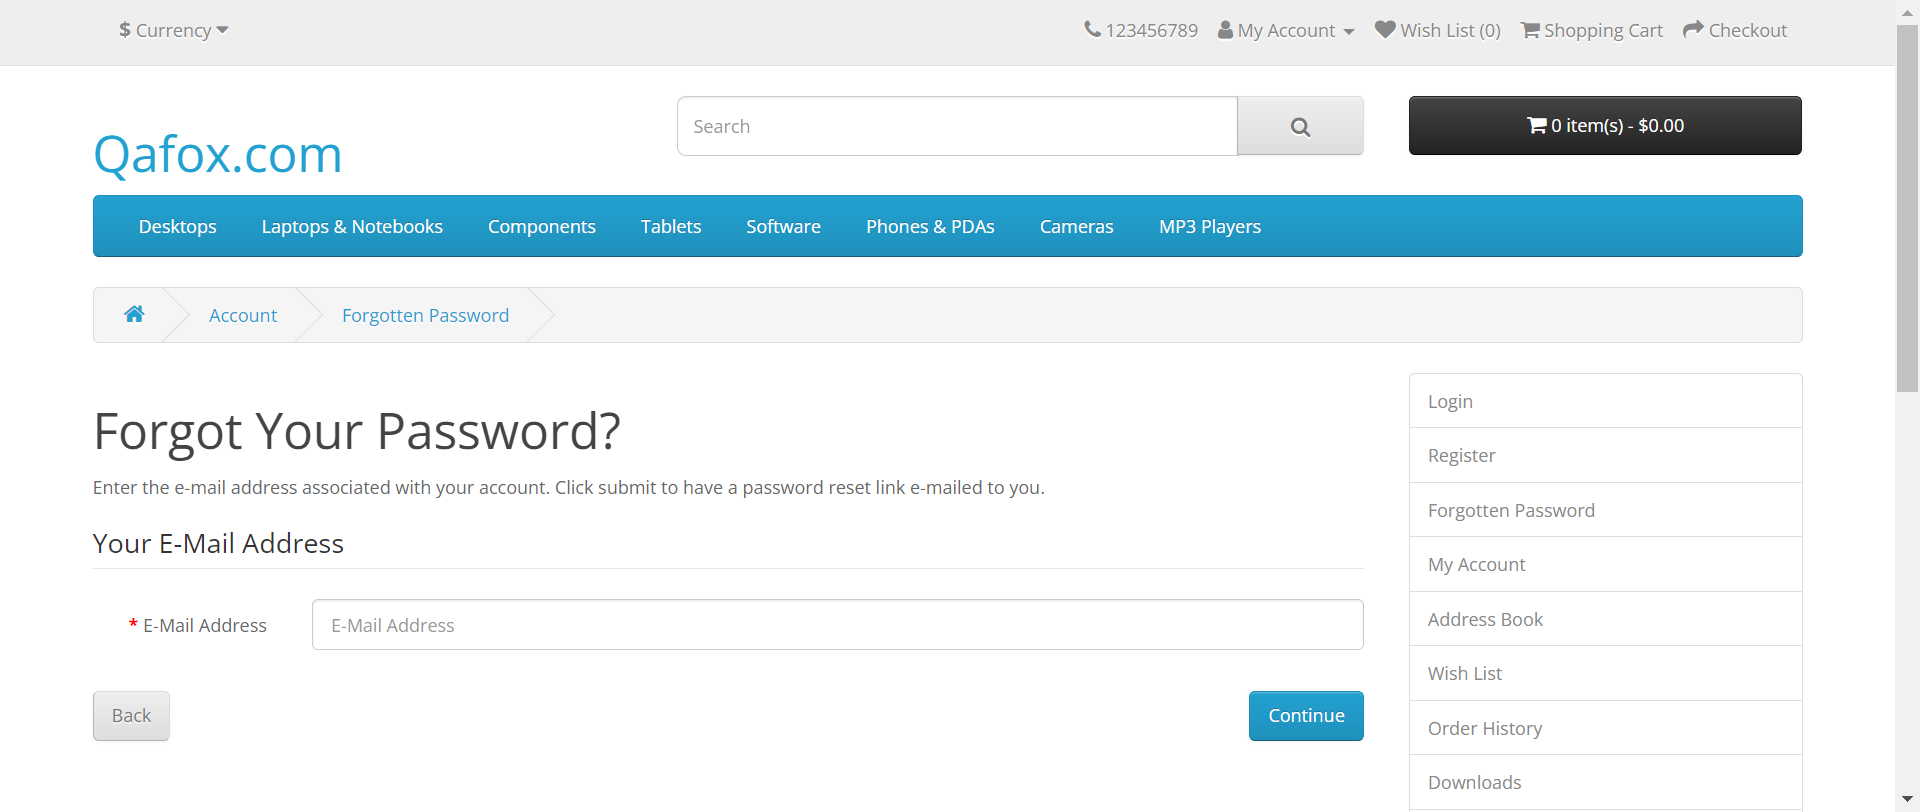 $ Currency
123456789 My Account Wish List (0) Shopping Cart Checkout
Qafox.com
Search
0 item(s) - $0.00
Desktops Laptops & Notebooks Components Tablets Software Phones & PDAs Cameras MP3 Players
Account Forgotten Password
Forgot Your Password?
Enter the e-mail address associated with your account. Click submit to have a password reset link e-mailed to you.
Your E-Mail Address
* E-Mail Address E-Mail Address
Back Continue
Login
Register
Forgotten Password
My Account
Address Book
Wish List
Order History
Downloads